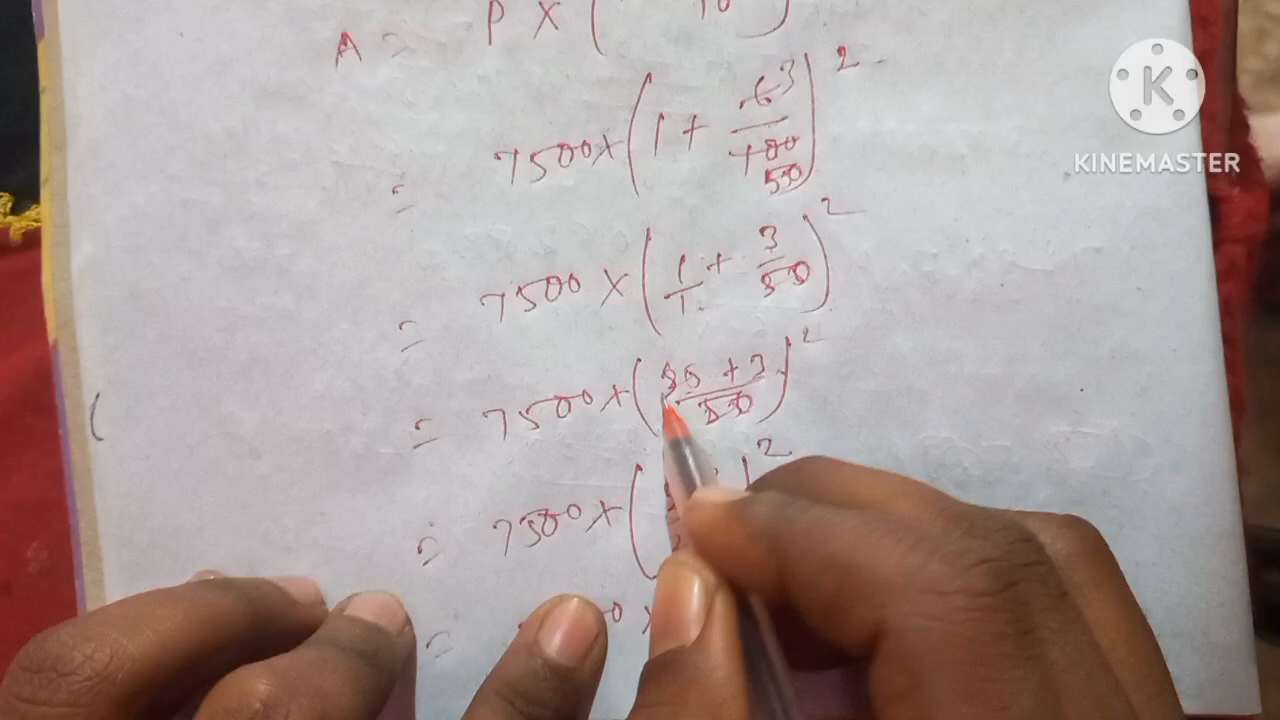 A = P × (
= 7500 × (1 + 6 3 / 100 50)²
= 7500 × (1/1 + 3/50)²
= 7500 × (50 + 3 / 50)²
= 7500 × ( )²
=
K
KINEMASTER